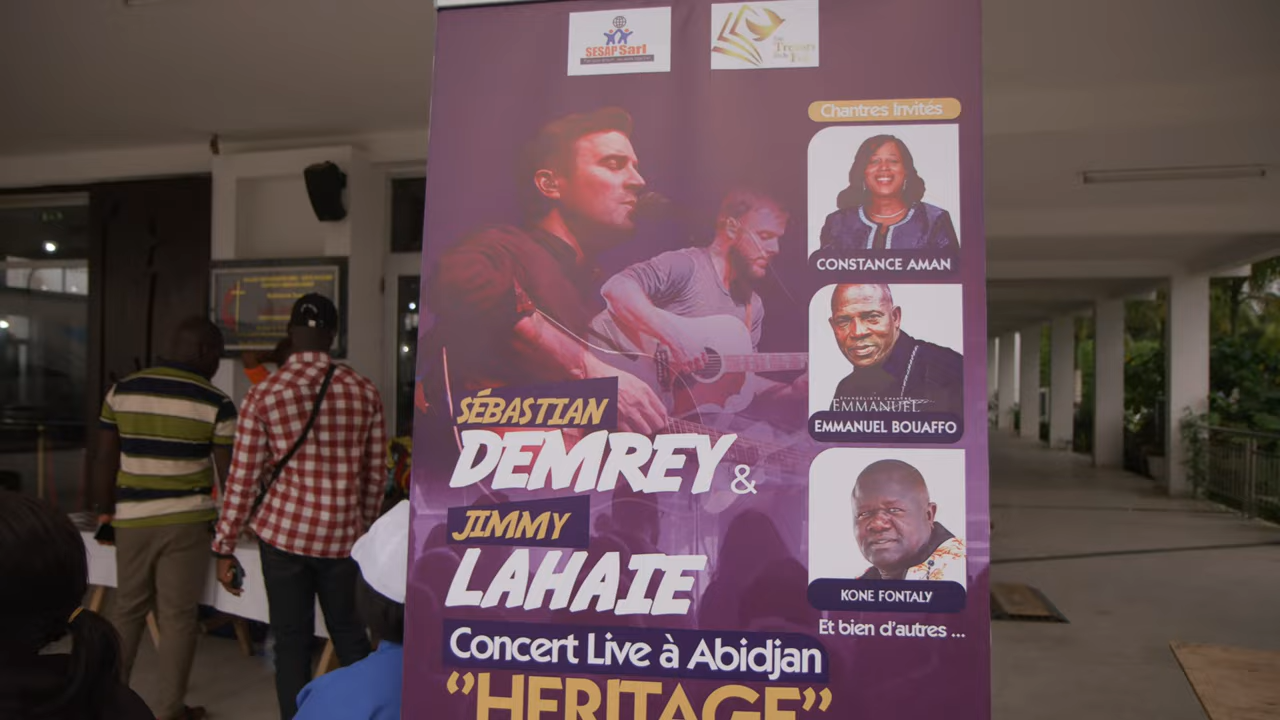 SESAP Sarl
Chantres Invités
CONSTANCE AMAN
EMMANUEL
EMMANUEL BOUAFFO
KONE FONTALY
Et bien d'autres ...
SÉBASTIAN
DEMREY &
JIMMY
LAHAIE
Concert Live à Abidjan
“HERITAGE”